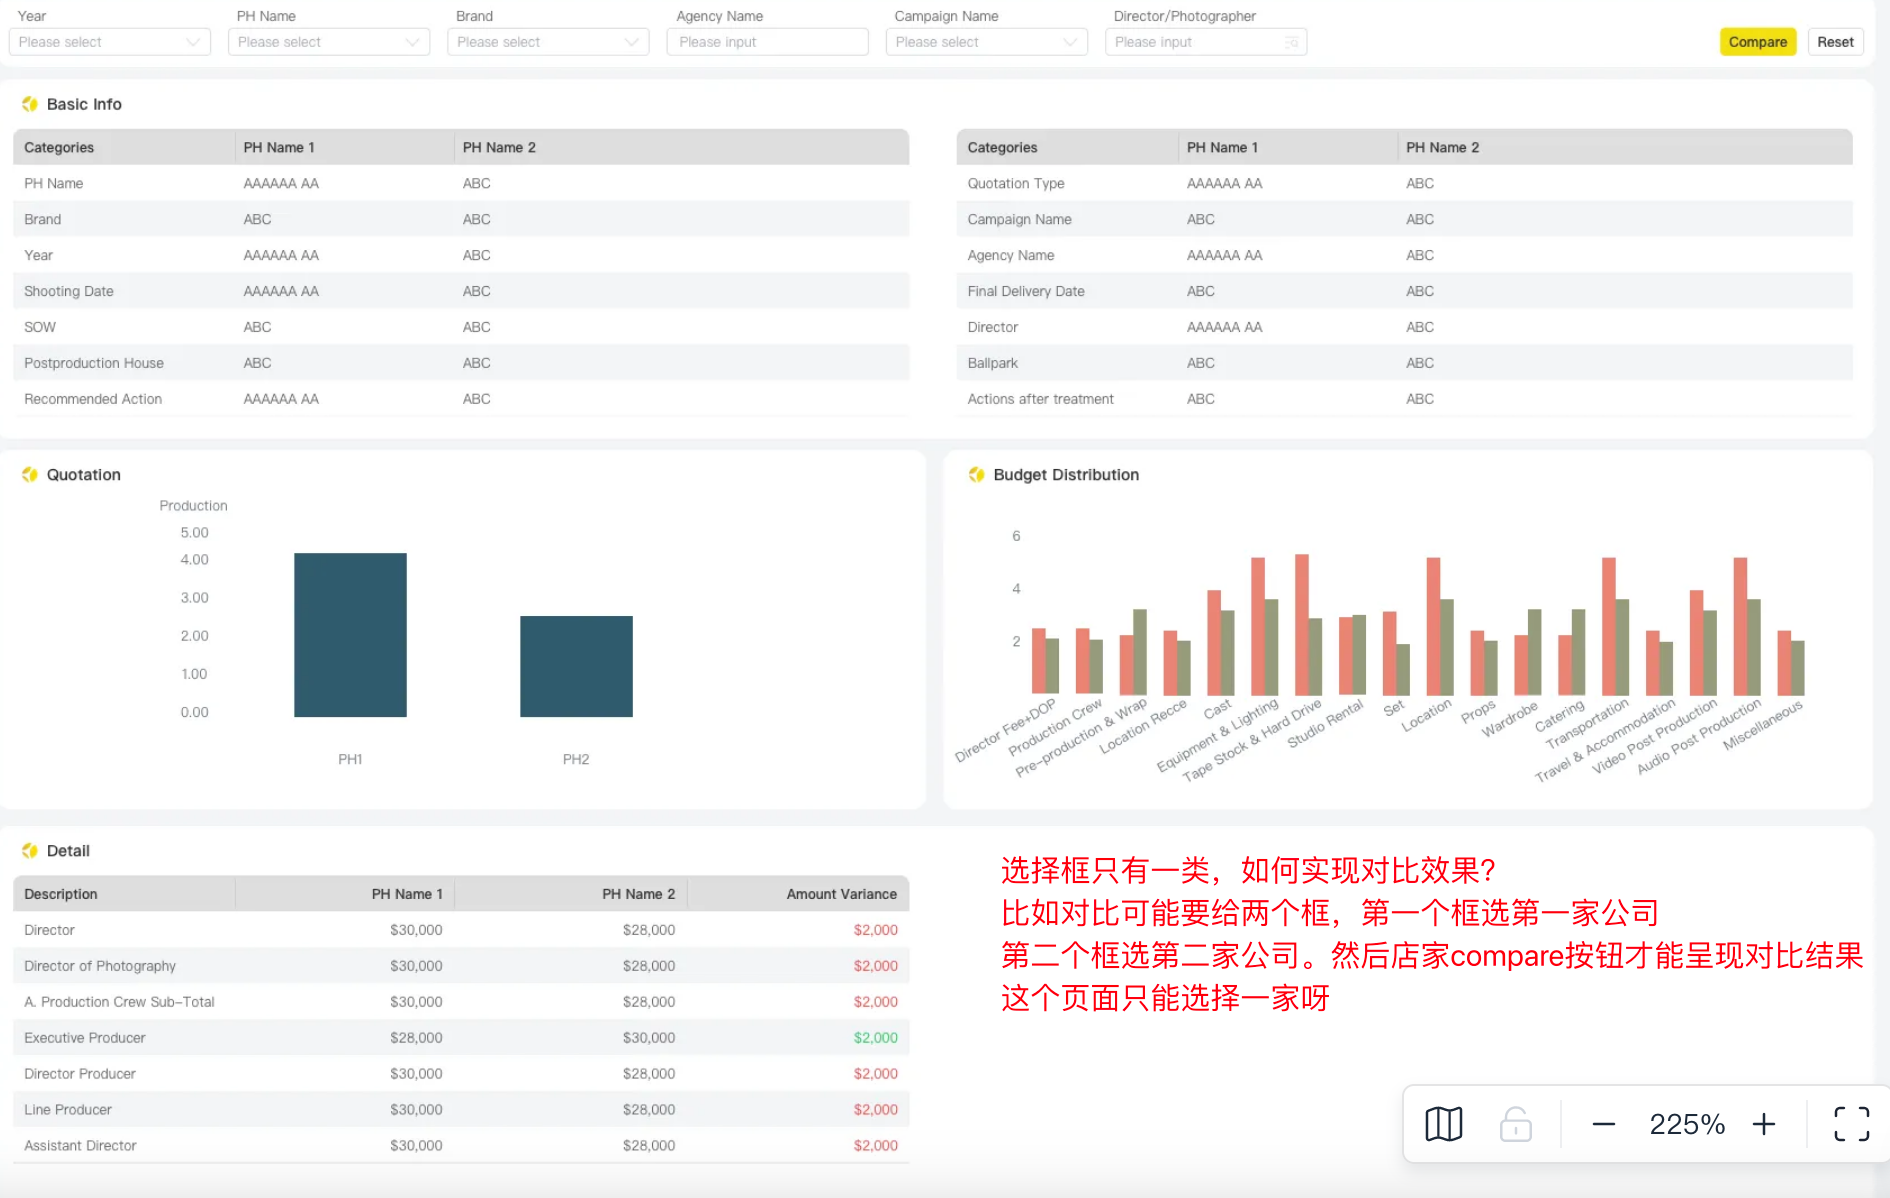 Year PH Name Brand Agency Name Campaign Name Director/Photographer
Please select Please select Please select Please input Please select Please input Compare Reset
Basic Info
Categories PH Name 1 PH Name 2
PH Name AAAAAA AA ABC
Brand ABC ABC
Year AAAAAA AA ABC
Shooting Date AAAAAA AA ABC
SOW ABC ABC
Postproduction House ABC ABC
Recommended Action AAAAAA AA ABC
Categories PH Name 1 PH Name 2
Quotation Type AAAAAA AA ABC
Campaign Name ABC ABC
Agency Name AAAAAA AA ABC
Final Delivery Date ABC ABC
Director AAAAAA AA ABC
Ballpark ABC ABC
Actions after treatment ABC ABC
Quotation
Production
5.00
4.00
3.00
2.00
1.00
0.00
PH1 PH2
Budget Distribution
6
4
2
Director Fee+DOP
Production Crew
Pre-production & Wrap
Location Recce
Cast
Equipment & Lighting
Tape Stock & Hard Drive
Studio Rental
Set
Location
Props
Wardrobe
Catering
Transportation
Travel & Accommodation
Video Post Production
Audio Post Production
Miscellaneous
Detail
Description PH Name 1 PH Name 2 Amount Variance
Director $30,000 $28,000 $2,000
Director of Photography $30,000 $28,000 $2,000
A. Production Crew Sub-Total $30,000 $28,000 $2,000
Executive Producer $28,000 $30,000 $2,000
Director Producer $30,000 $28,000 $2,000
Line Producer $30,000 $28,000 $2,000
Assistant Director $30,000 $28,000 $2,000
选择框只有一类，如何实现对比效果？
比如对比可能要给两个框，第一个框选第一家公司
第二个框选第二家公司。然后店家compare按钮才能呈现对比结果
这个页面只能选择一家呀
225%